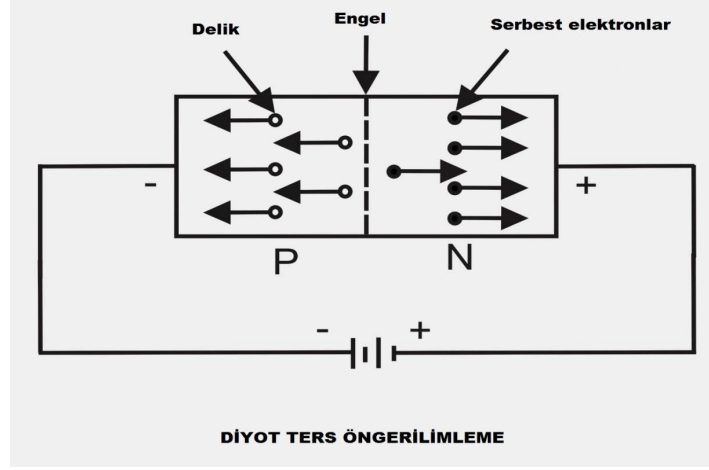 Delik
Engel
Serbest elektronlar
-
+
P
N
-
+
DİYOT TERS ÖNGERİLİMLEME